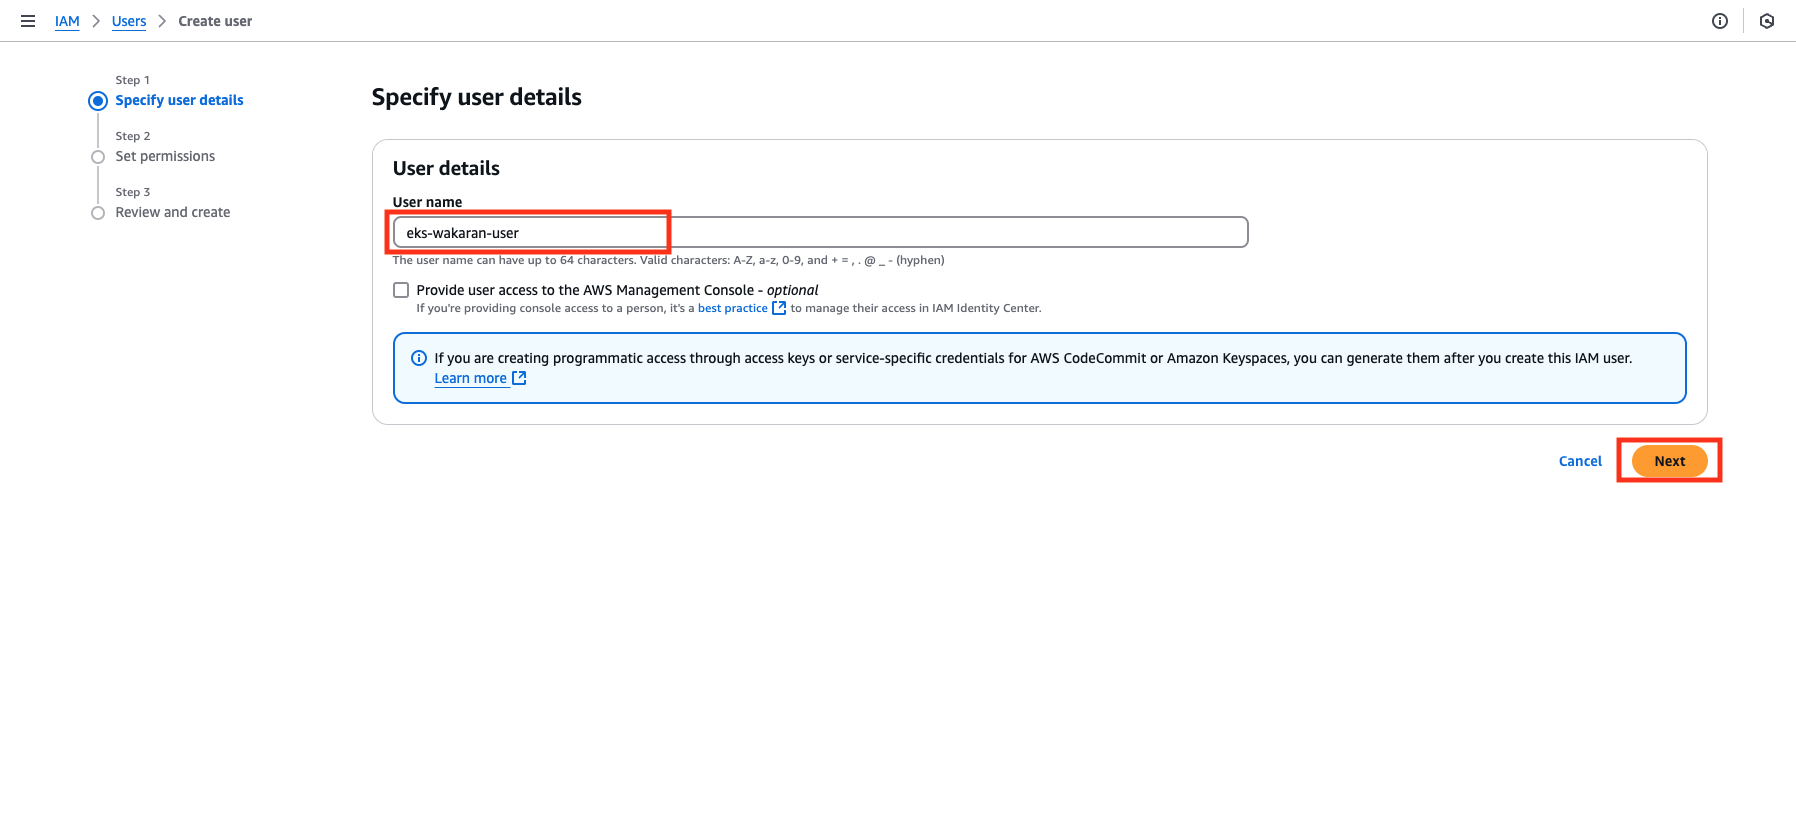 IAM > Users > Create user
Step 1
Specify user details
Step 2
Set permissions
Step 3
Review and create
Specify user details
User details
User name
eks-wakaran-user
The user name can have up to 64 characters. Valid characters: A-Z, a-z, 0-9, and + = , . @ _ - (hyphen)
Provide user access to the AWS Management Console - optional
If you're providing console access to a person, it's a best practice to manage their access in IAM Identity Center.
If you are creating programmatic access through access keys or service-specific credentials for AWS CodeCommit or Amazon Keyspaces, you can generate them after you create this IAM user.
Learn more
Cancel
Next